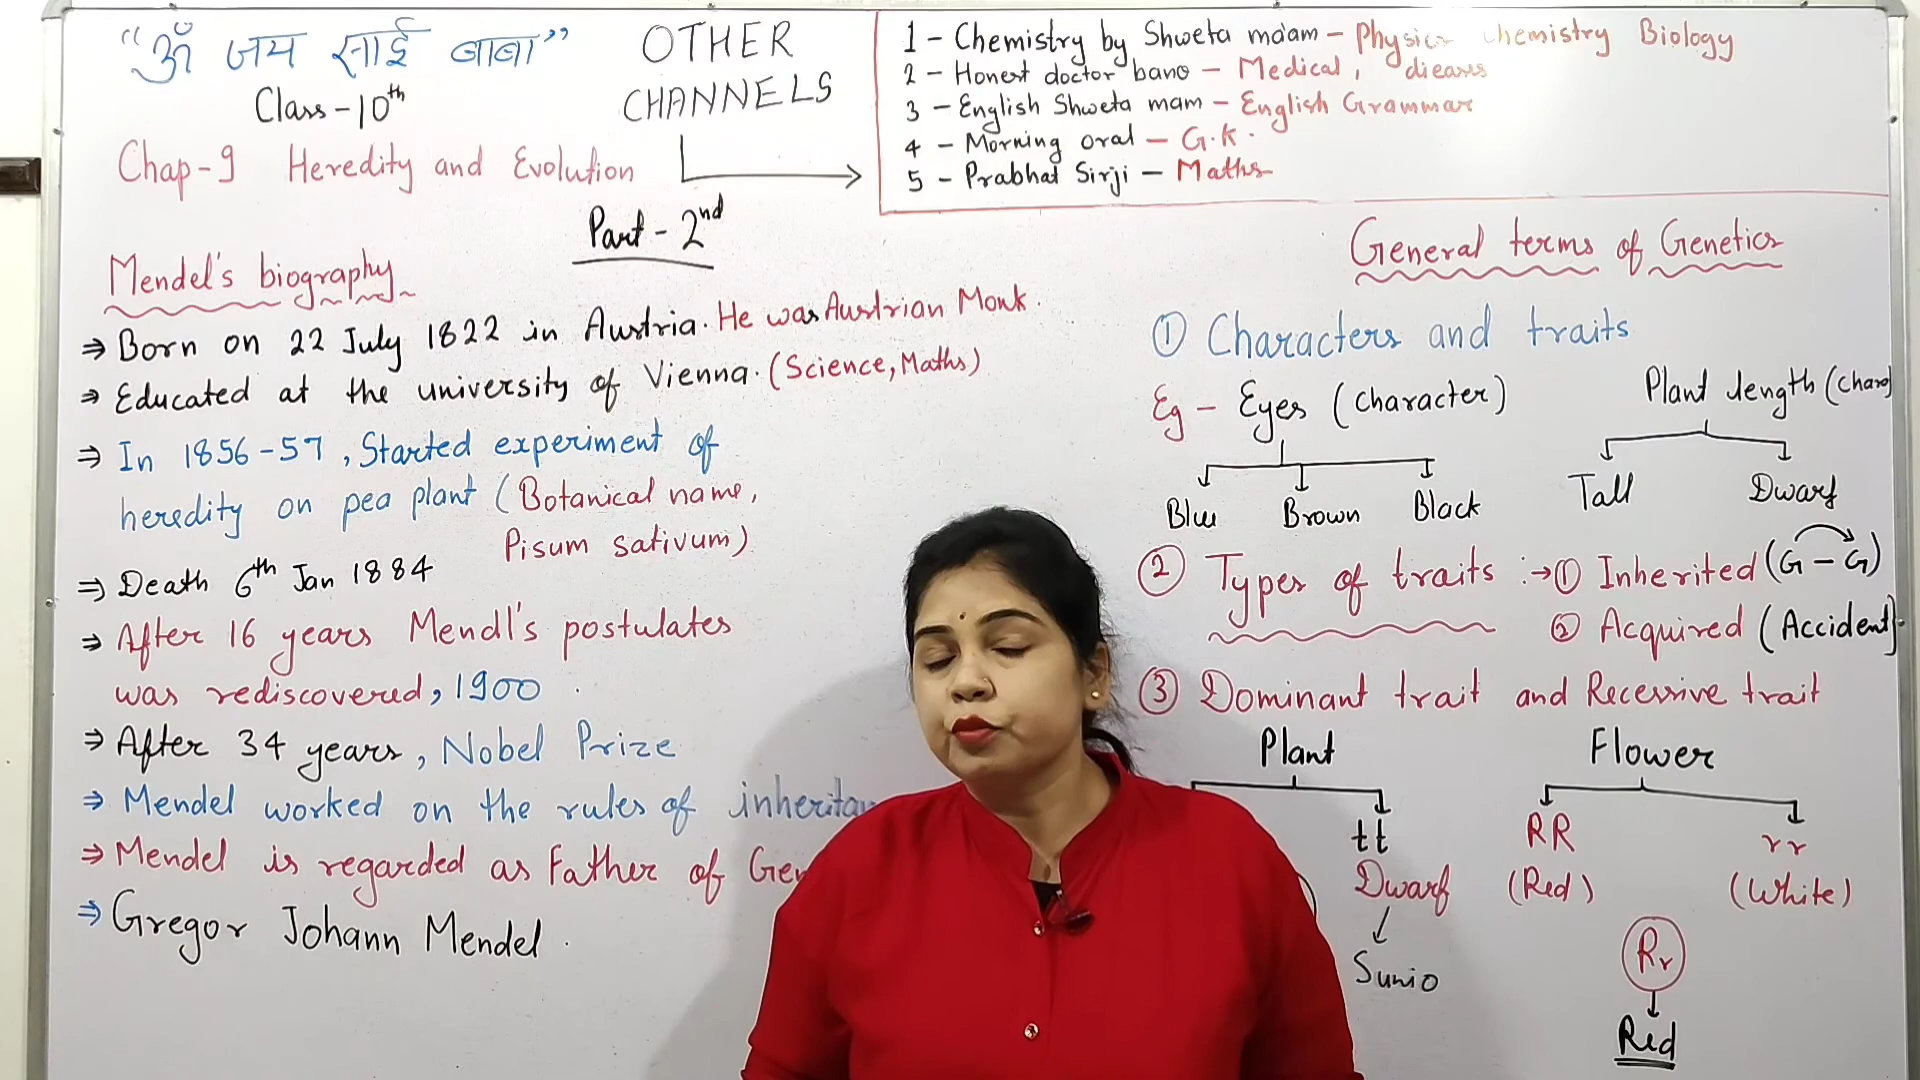 “ॐ जय साईं बाबा”
Class-10th
Chap-9 Heredity and Evolution
Part-2nd
OTHER
CHANNELS
1 - Chemistry by Shweta ma'am - Physics Chemistry Biology
2 - Honest doctor bano - Medical, dieases
3 - English Shweta mam - English Grammar
4 - Morning oral - G.K.
5 - Prabhat Sirji - Maths
Mendel's biography
⇒ Born on 22 July 1822 in Austria. He was Austrian Monk.
⇒ Educated at the university of Vienna. (Science, Maths)
⇒ In 1856-57, Started experiment of
heredity on pea plant (Botanical name,
Pisum sativum)
⇒ Death 6th Jan 1884
⇒ After 16 years Mendl's postulates
was rediscovered, 1900
⇒ After 34 years, Nobel Prize
⇒ Mendel worked on the rules of
⇒ Mendel is regarded as Father of
⇒ Gregor Johann Mendel.
General terms of Genetics
① Characters and traits
Eg - Eyes (character)
Blue Brown Black
Plant length (Chara)
Tall Dwarf
② Types of traits :→ ① Inherited (G-G)
② Acquired (Accident)
③ Dominant trait and Recessive trait
Plant
tt
Dwarf
Flower
RR rr
(Red) (White)
Rr
Red